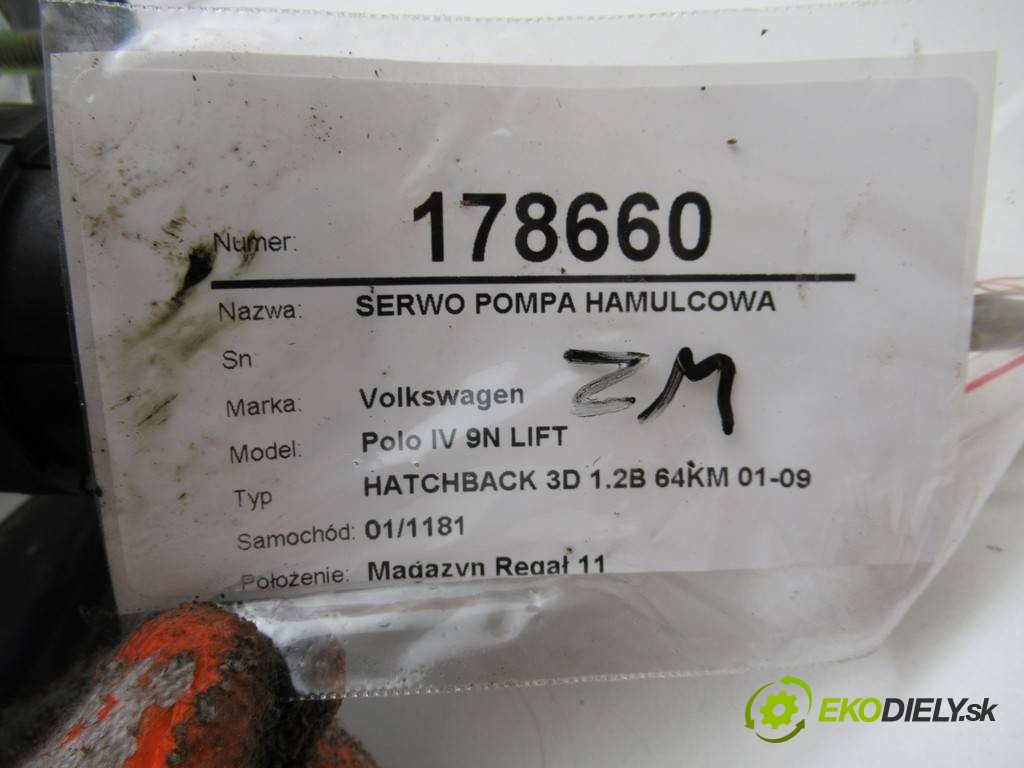 Numer: 178660
Nazwa: SERWO POMPA HAMULCOWA
Sn
ZM
Marka: Volkswagen
Model: Polo IV 9N LIFT
Typ HATCHBACK 3D 1.2B 64KM 01-09
Samochód: 01/1181
Położenie: Magazyn Regał 11
EKODIELY.sk